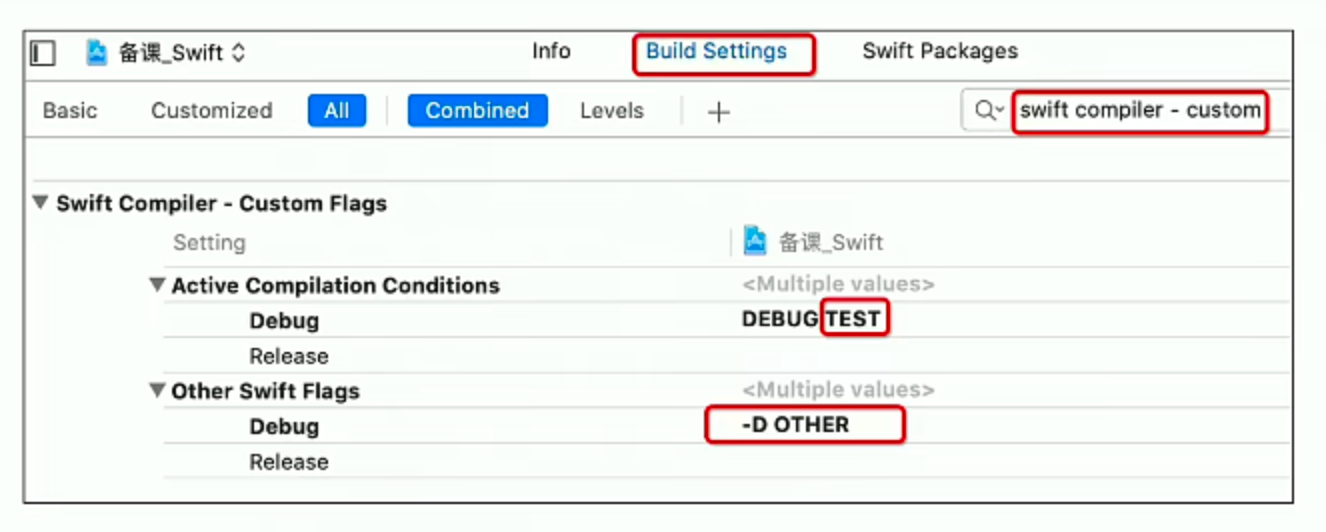 备课_Swift Info Build Settings Swift Packages
Basic Customized All Combined Levels + swift compiler - custom
Swift Compiler - Custom Flags
Setting 备课_Swift
Active Compilation Conditions <Multiple values>
Debug DEBUG TEST
Release
Other Swift Flags <Multiple values>
Debug -D OTHER
Release